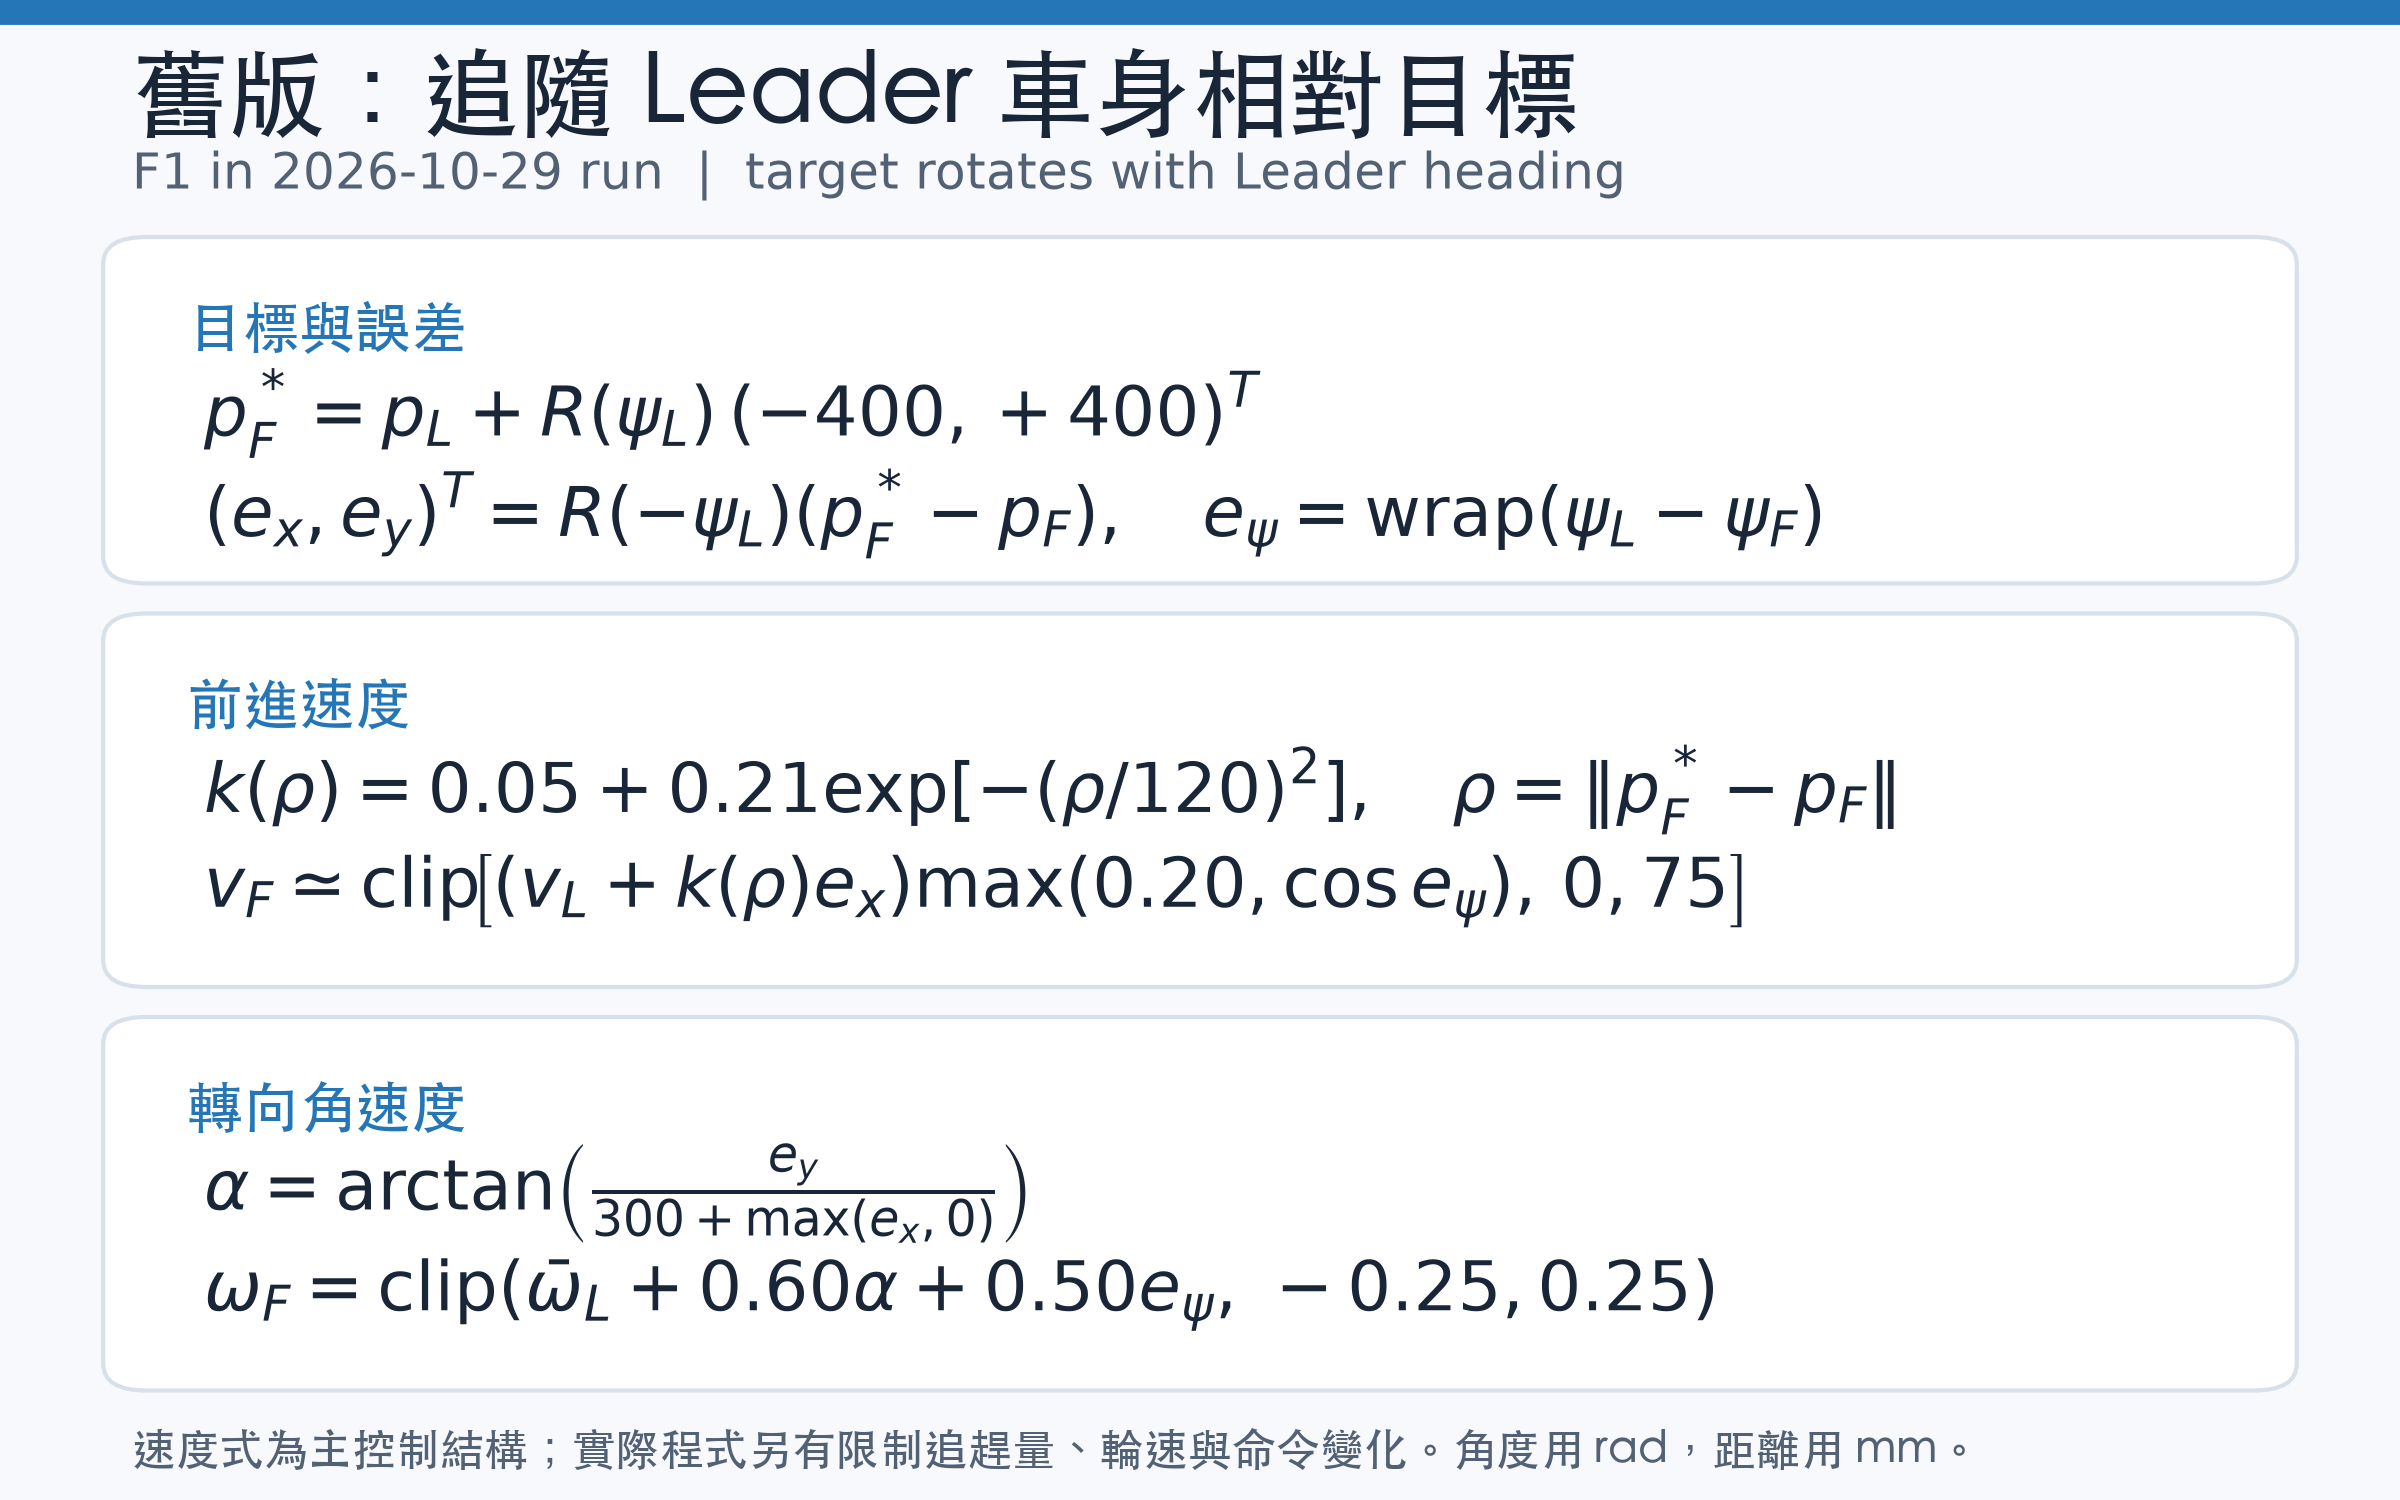 舊版：追隨 Leader 車身相對目標
F1 in 2026-10-29 run | target rotates with Leader heading
目標與誤差
p_F^* = p_L + R(ψ_L) (−400, +400)^T
(e_x, e_y)^T = R(−ψ_L)(p_F^* − p_F), e_ψ = wrap(ψ_L − ψ_F)
前進速度
k(ρ) = 0.05 + 0.21exp[−(ρ/120)^2], ρ = ‖p_F^* − p_F‖
v_F ≃ clip[(v_L + k(ρ)e_x)max(0.20, cos e_ψ), 0, 75]
轉向角速度
α = arctan(e_y / (300 + max(e_x, 0)))
ω_F = clip(ω̄_L + 0.60α + 0.50e_ψ, −0.25, 0.25)
速度式為主控制結構；實際程式另有限制追趕量、輪速與命令變化。角度用 rad，距離用 mm。